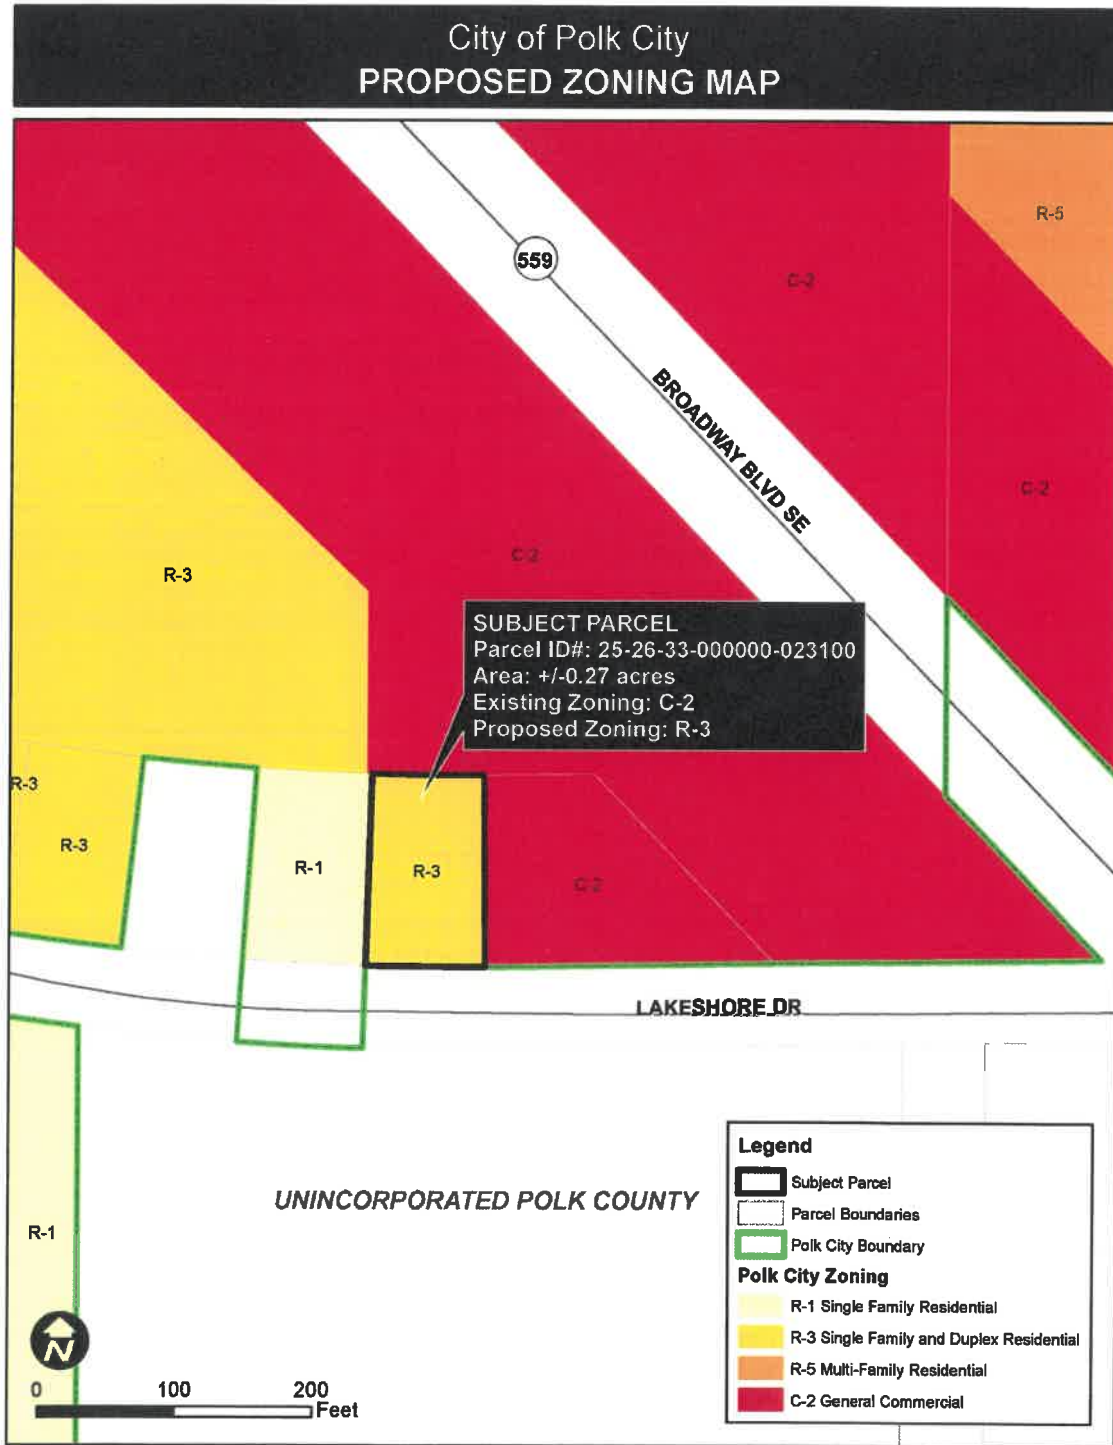 City of Polk City
PROPOSED ZONING MAP
R-5
559
C-2
BROADWAY BLVD SE
C-2
C-2
R-3
SUBJECT PARCEL
Parcel ID#: 25-26-33-000000-023100
Area: +/-0.27 acres
Existing Zoning: C-2
Proposed Zoning: R-3
R-3
R-3
R-1
R-3
C-2
LAKESHORE DR
UNINCORPORATED POLK COUNTY
R-1
N
0 100 200
Feet
Legend
Subject Parcel
Parcel Boundaries
Polk City Boundary
Polk City Zoning
R-1 Single Family Residential
R-3 Single Family and Duplex Residential
R-5 Multi-Family Residential
C-2 General Commercial